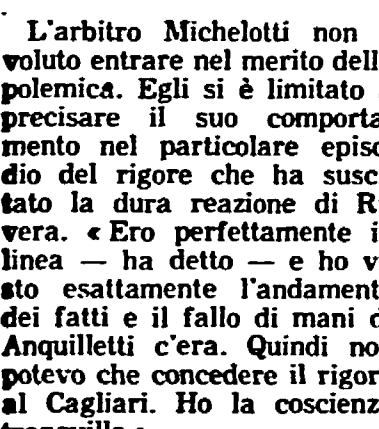 L'arbitro Michelotti non
voluto entrare nel merito dell
polemica. Egli si è limitato
precisare il suo comporta
mento nel particolare episo
dio del rigore che ha susc
tato la dura reazione di R
vera. «Ero perfettamente i
linea — ha detto — e ho v
sto esattamente l'andament
dei fatti e il fallo di mani d
Anquilletti c'era. Quindi no
potevo che concedere il rigor
al Cagliari. Ho la coscienz